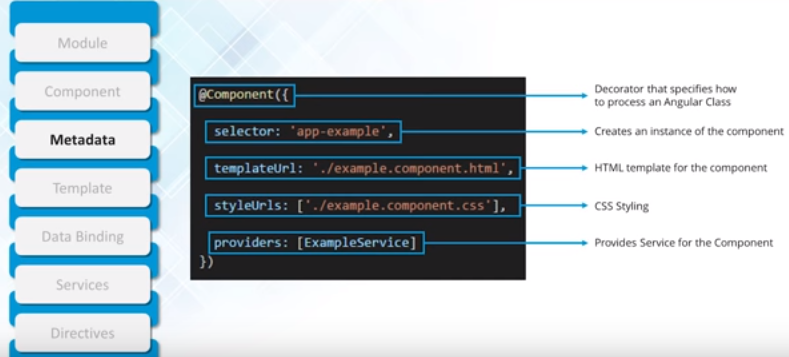 Module
Component
Metadata
Template
Data Binding
Services
Directives
@Component({
selector: 'app-example',
templateUrl: './example.component.html',
styleUrls: ['./example.component.css'],
providers: [ExampleService]
})
Decorator that specifies how
to process an Angular Class
Creates an instance of the component
HTML template for the component
CSS Styling
Provides Service for the Component